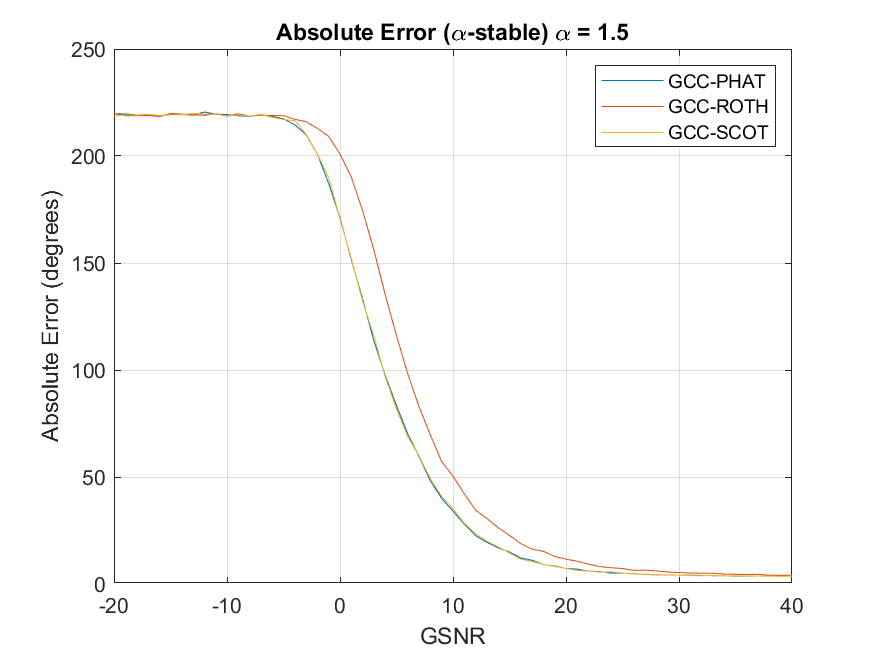 Absolute Error (α-stable) α = 1.5
250
200
150
100
50
0
Absolute Error (degrees)
GCC-PHAT
GCC-ROTH
GCC-SCOT
-20
-10
0
10
20
30
40
GSNR